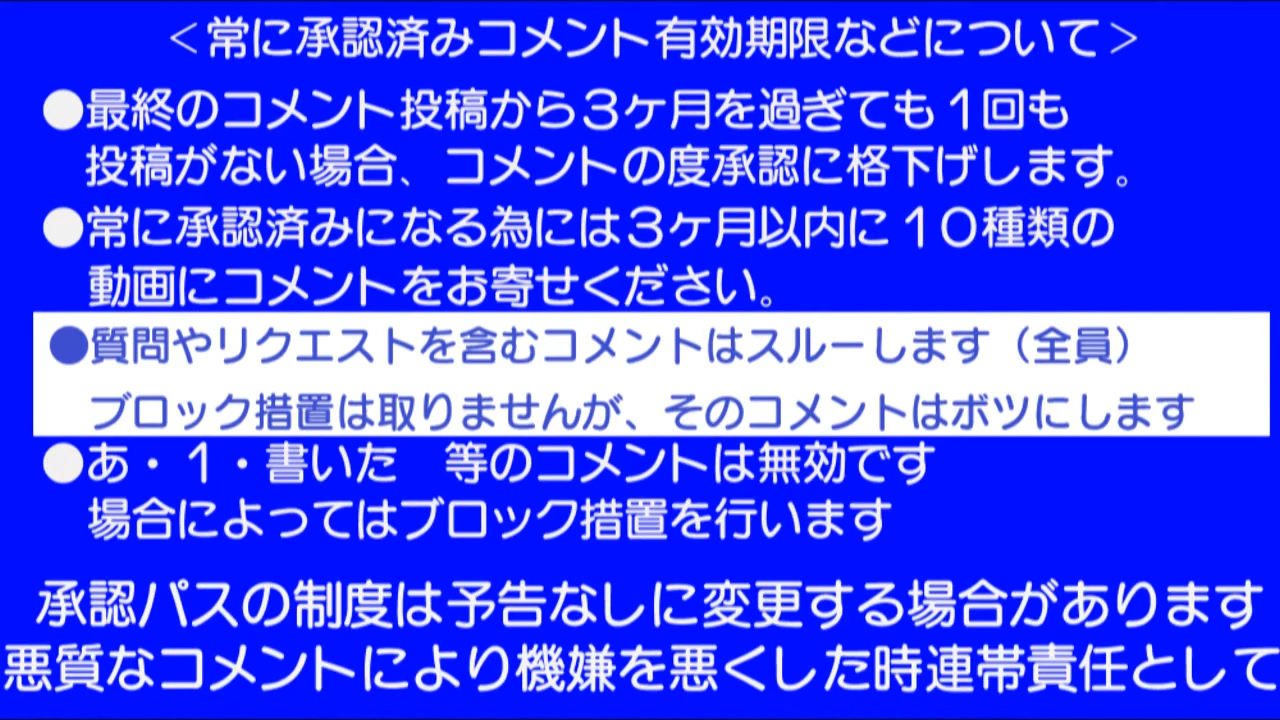 ＜常に承認済みコメント有効期限などについて＞
●最終のコメント投稿から３ヶ月を過ぎても１回も
投稿がない場合、コメントの度承認に格下げします。
●常に承認済みになる為には３ヶ月以内に１０種類の
動画にコメントをお寄せください。
●質問やリクエストを含むコメントはスルーします（全員）
ブロック措置は取りませんが、そのコメントはボツにします
●あ・１・書いた　等のコメントは無効です
場合によってはブロック措置を行います
承認パスの制度は予告なしに変更する場合があります
悪質なコメントにより機嫌を悪くした時連帯責任として